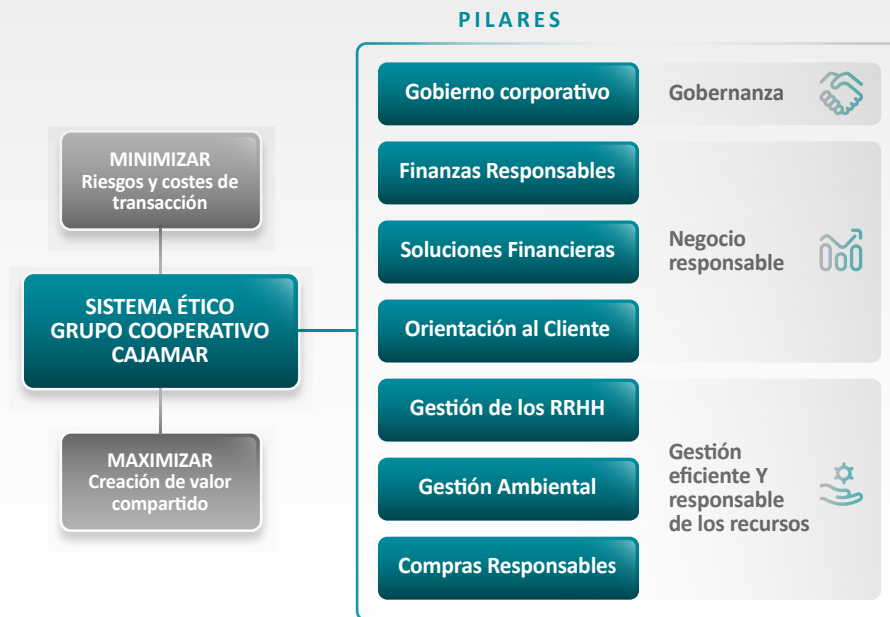 PILARES
MINIMIZAR
Riesgos y costes de
transacción
SISTEMA ÉTICO
GRUPO COOPERATIVO
CAJAMAR
MAXIMIZAR
Creación de valor
compartido
Gobierno corporativo
Gobernanza
Finanzas Responsables
Soluciones Financieras
Orientación al Cliente
Negocio
responsable
Gestión de los RRHH
Gestión Ambiental
Compras Responsables
Gestión
eficiente Y
responsable
de los recursos